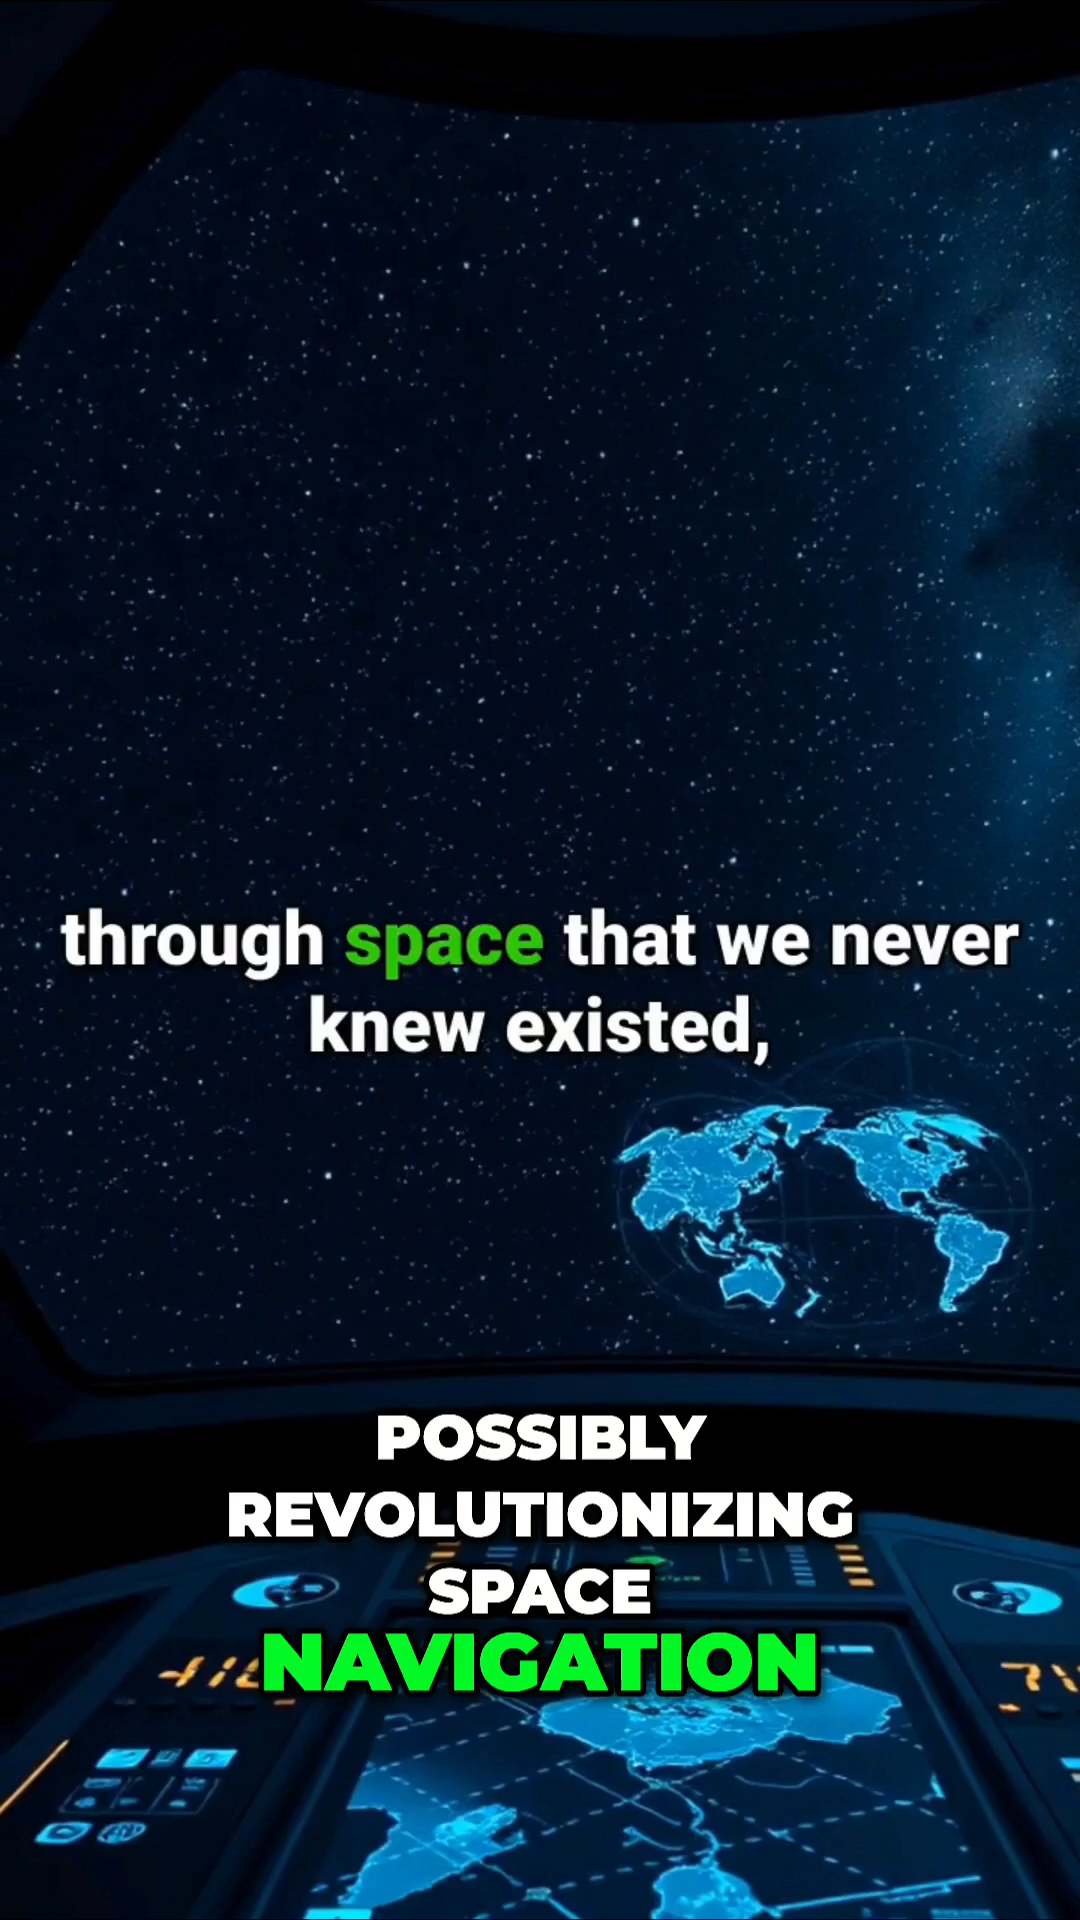 through space that we never
knew existed,
POSSIBLY
REVOLUTIONIZING
SPACE
NAVIGATION